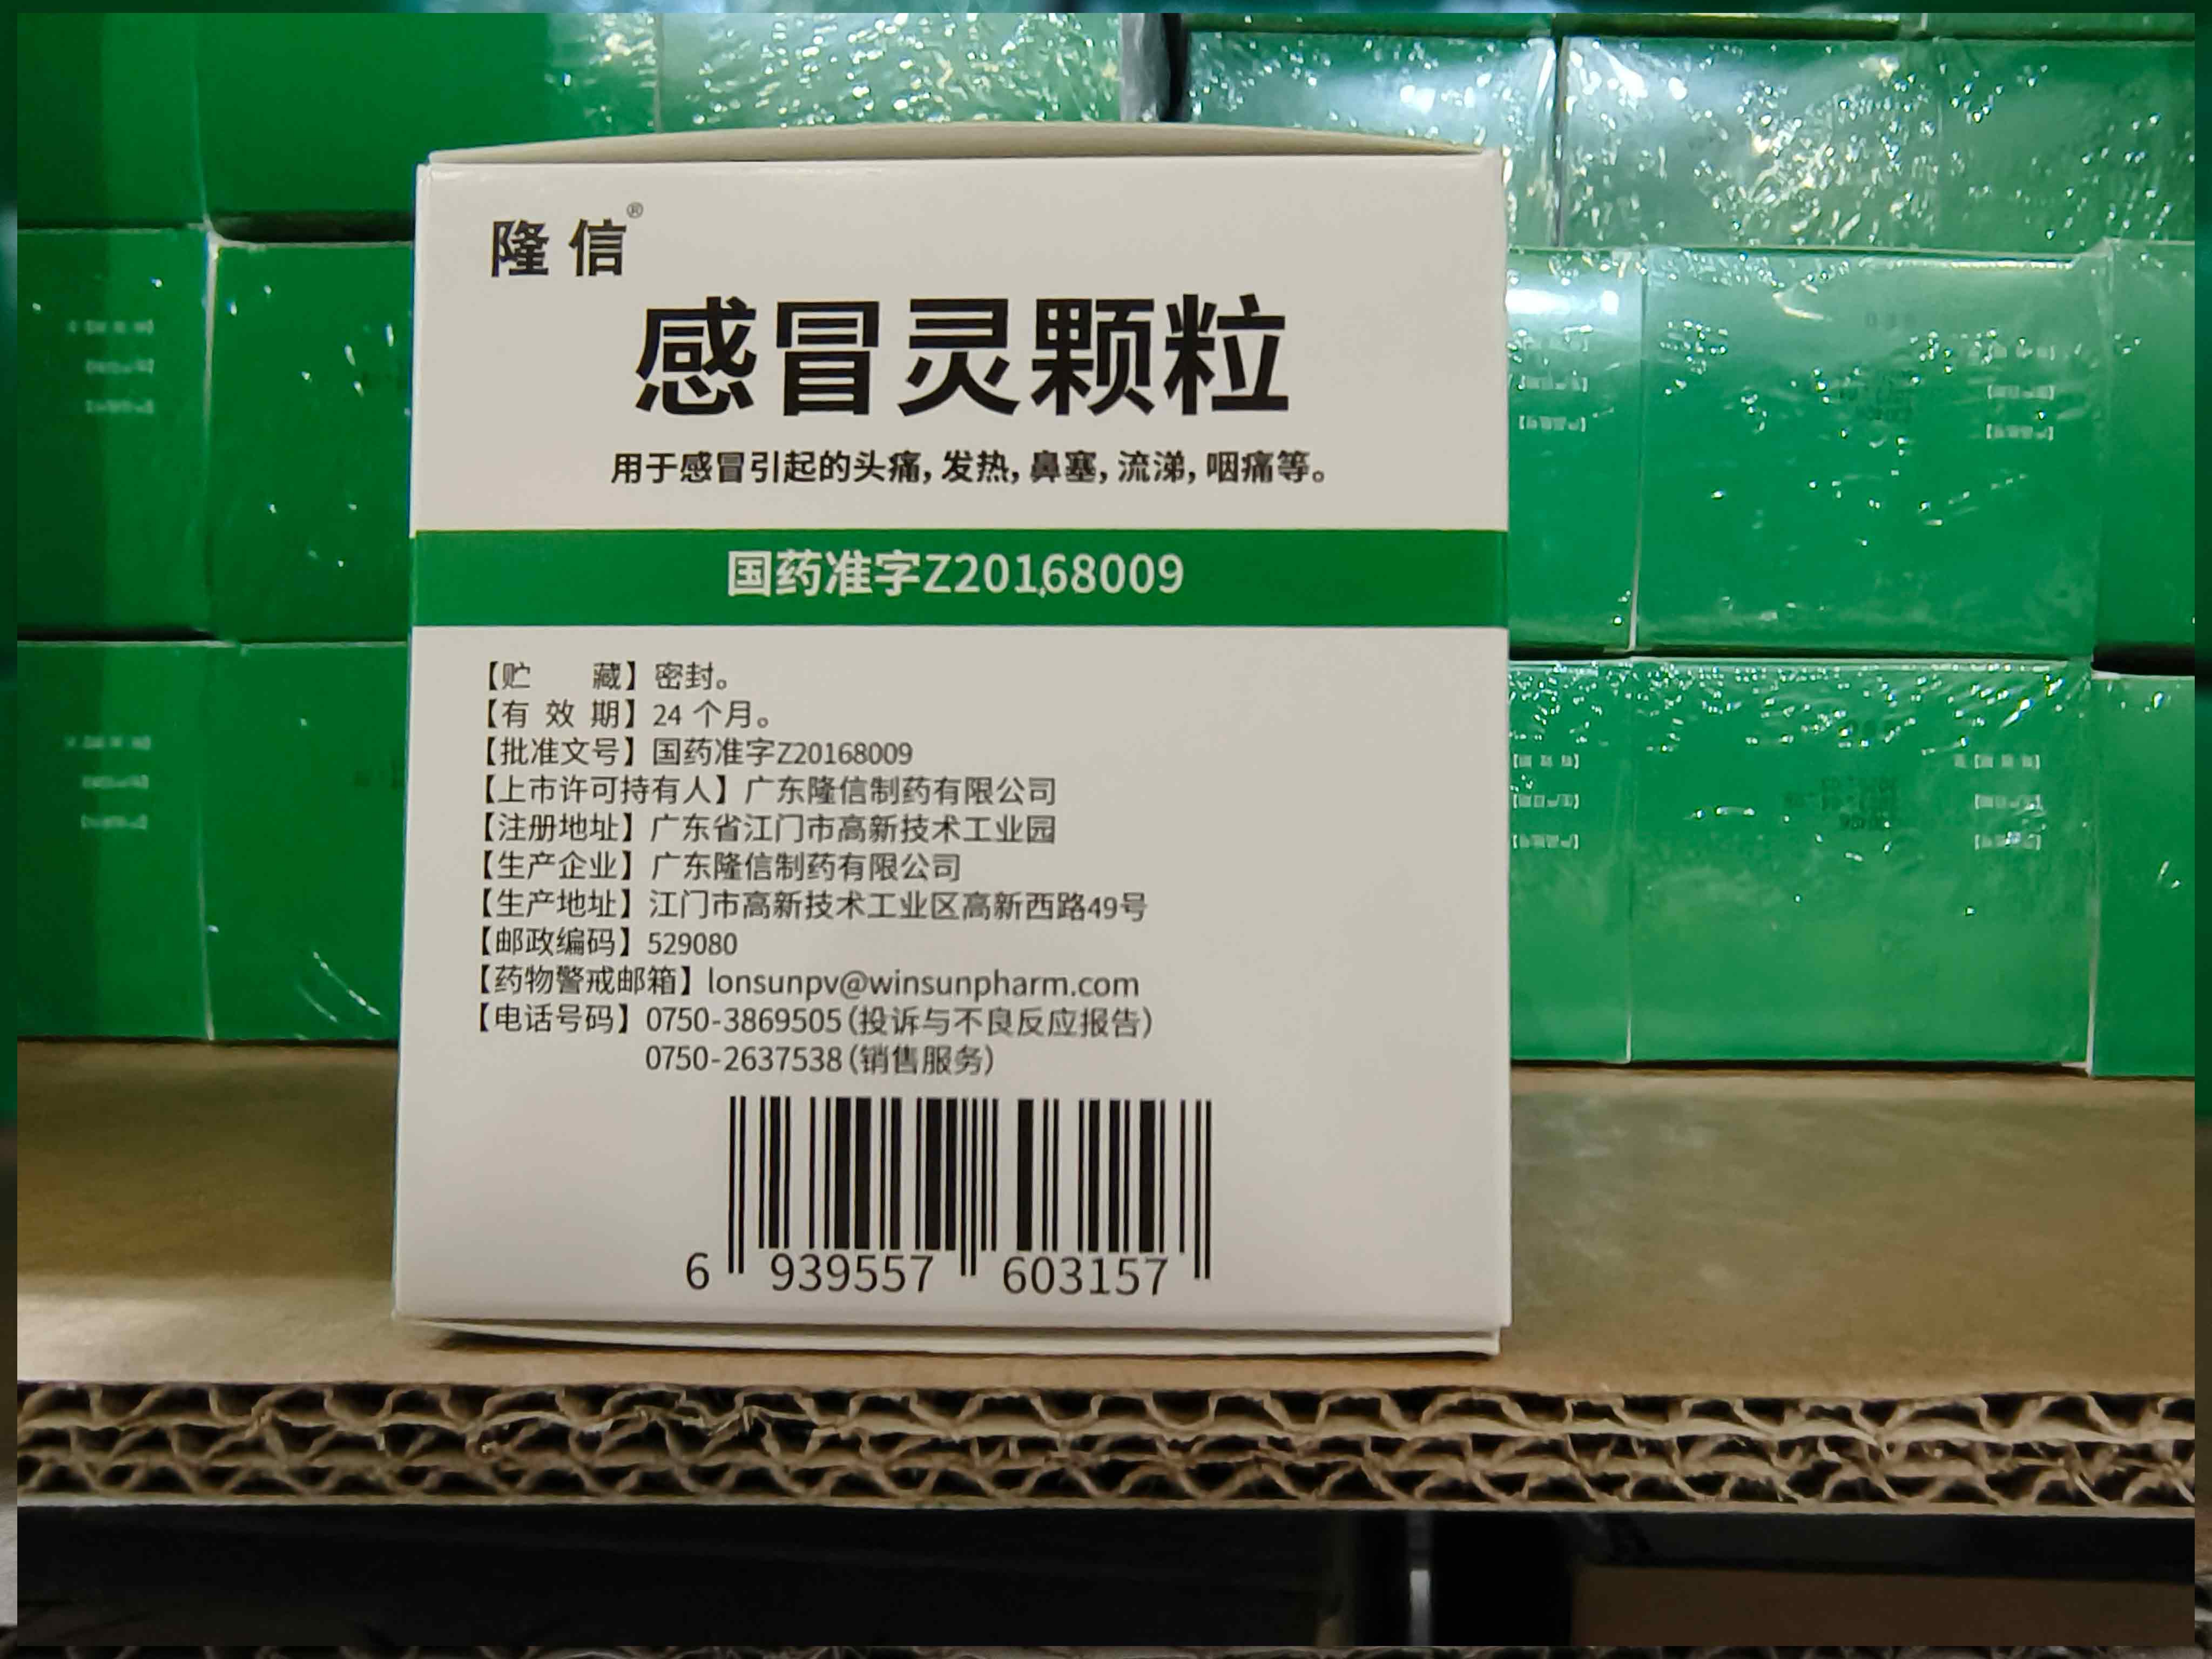 隆信®
感冒灵颗粒
用于感冒引起的头痛,发热,鼻塞,流涕,咽痛等。
国药准字Z20168009
【贮 藏】密封。
【有 效 期】24 个月。
【批准文号】国药准字Z20168009
【上市许可持有人】广东隆信制药有限公司
【注册地址】广东省江门市高新技术工业园
【生产企业】广东隆信制药有限公司
【生产地址】江门市高新技术工业区高新西路49号
【邮政编码】529080
【药物警戒邮箱】lonsunpv@winsunpharm.com
【电话号码】0750-3869505(投诉与不良反应报告)
0750-2637538(销售服务)
6 939557 603157